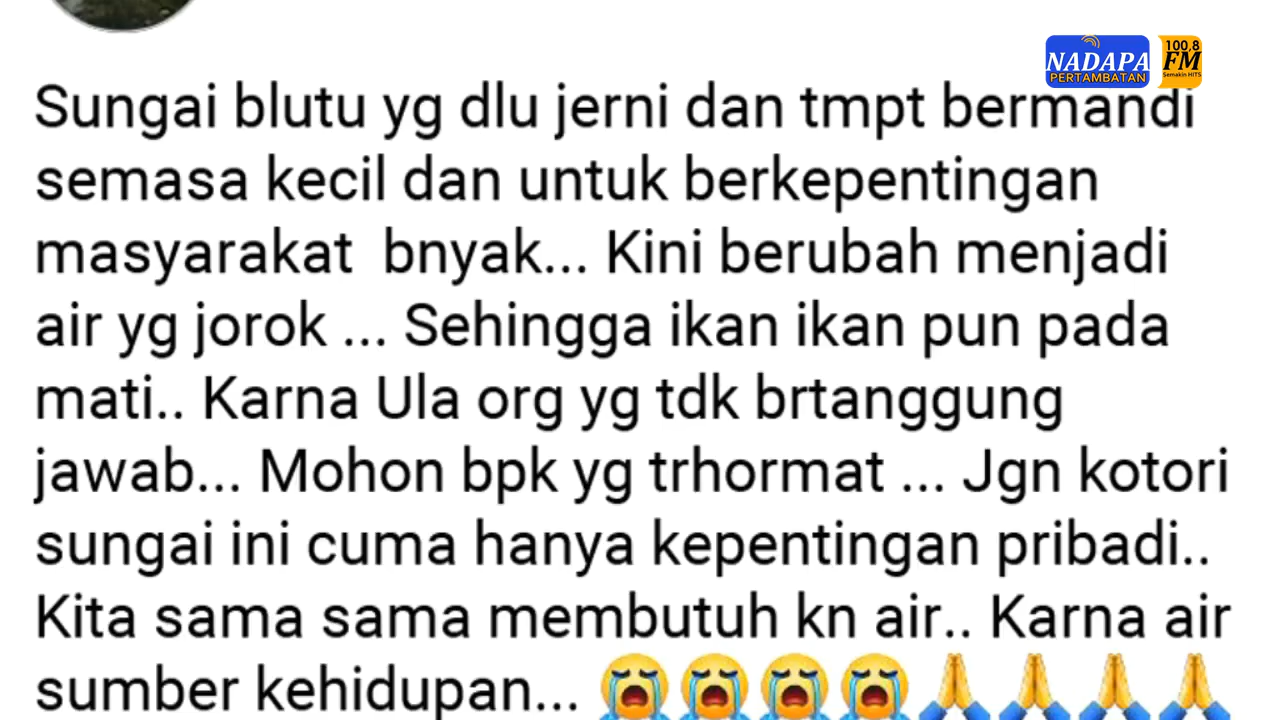 NADAPA
PERTAMBATAN
100,8
FM
Semakin HITS
Sungai blutu yg dlu jerni dan tmpt bermandi
semasa kecil dan untuk berkepentingan
masyarakat bnyak... Kini berubah menjadi
air yg jorok ... Sehingga ikan ikan pun pada
mati.. Karna Ula org yg tdk brtanggung
jawab... Mohon bpk yg trhormat ... Jgn kotori
sungai ini cuma hanya kepentingan pribadi..
Kita sama sama membutuh kn air.. Karna air
sumber kehidupan... 😭😭😭😭🙏🙏🙏🙏